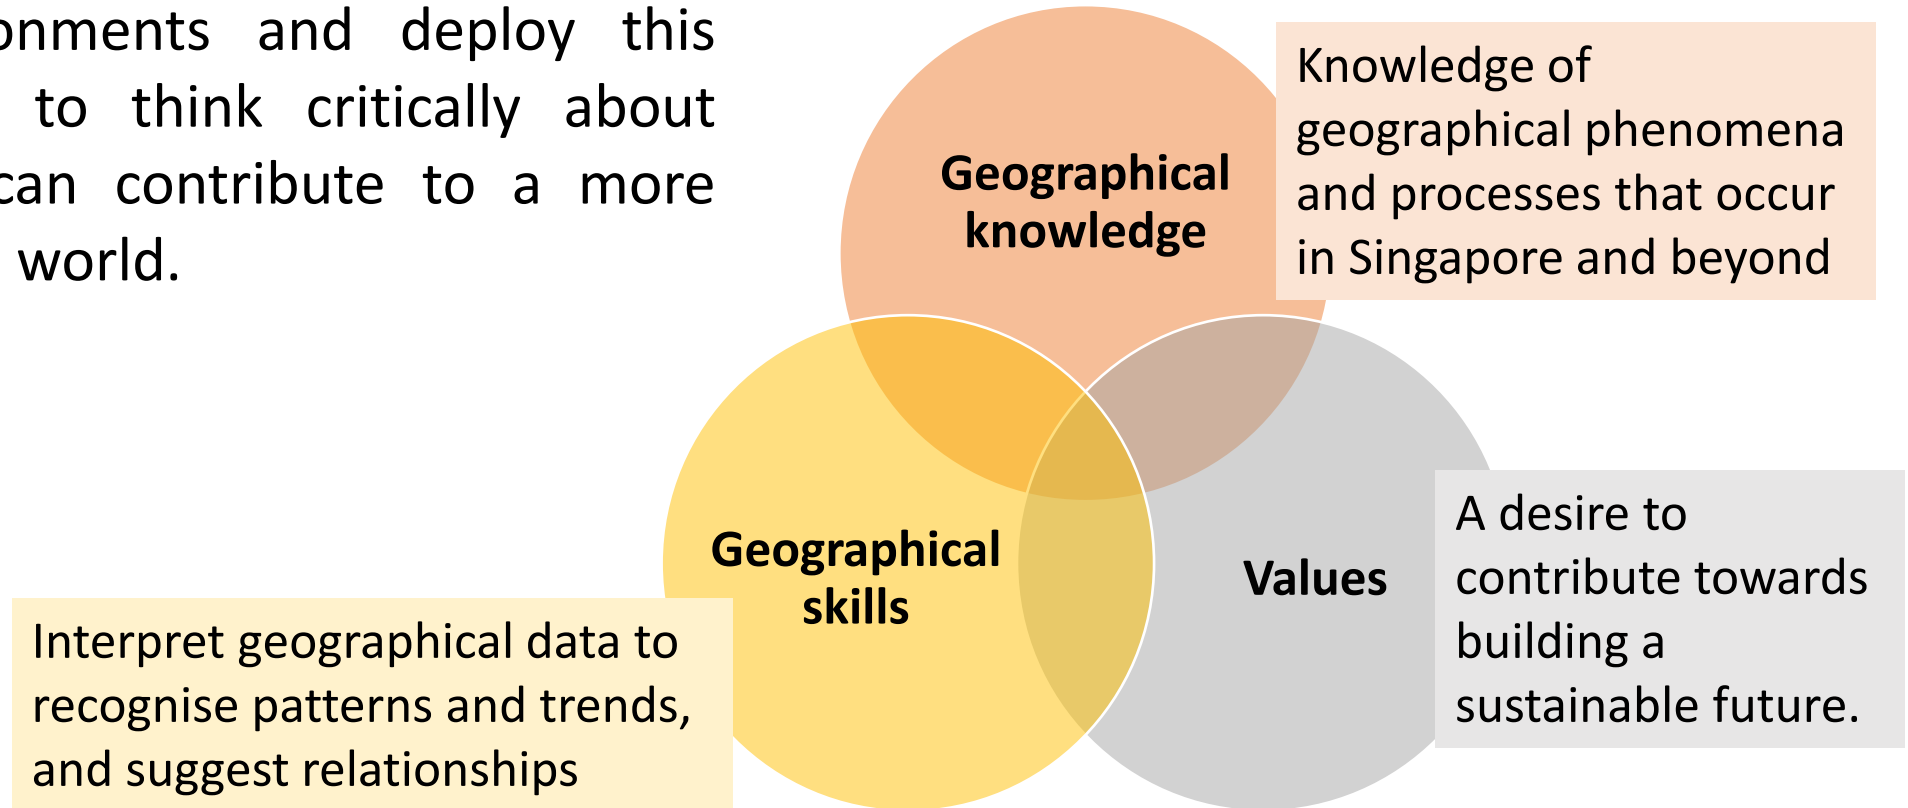 onments and deploy this
to think critically about
can contribute to a more
world.
Geographical
knowledge
Knowledge of
geographical phenomena
and processes that occur
in Singapore and beyond
Geographical
skills
Interpret geographical data to
recognise patterns and trends,
and suggest relationships
Values
A desire to
contribute towards
building a
sustainable future.